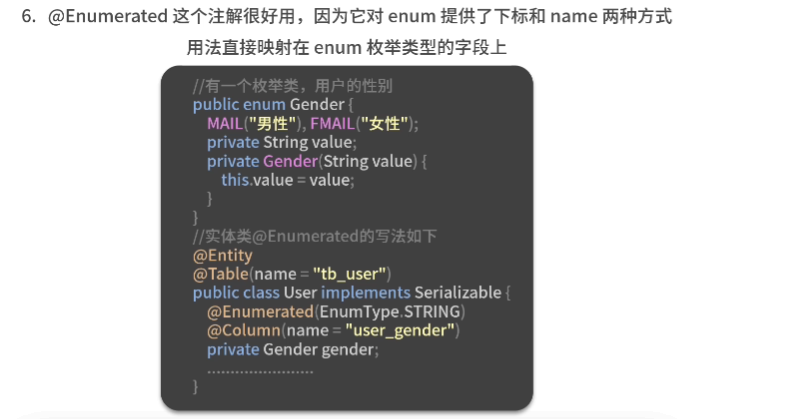 6. @Enumerated 这个注解很好用，因为它对 enum 提供了下标和 name 两种方式
用法直接映射在 enum 枚举类型的字段上
//有一个枚举类，用户的性别
public enum Gender {
MAIL("男性"), FMAIL("女性");
private String value;
private Gender(String value) {
this.value = value;
}
}
//实体类@Enumerated的写法如下
@Entity
@Table(name = "tb_user")
public class User implements Serializable {
@Enumerated(EnumType.STRING)
@Column(name = "user_gender")
private Gender gender;
.......................
}